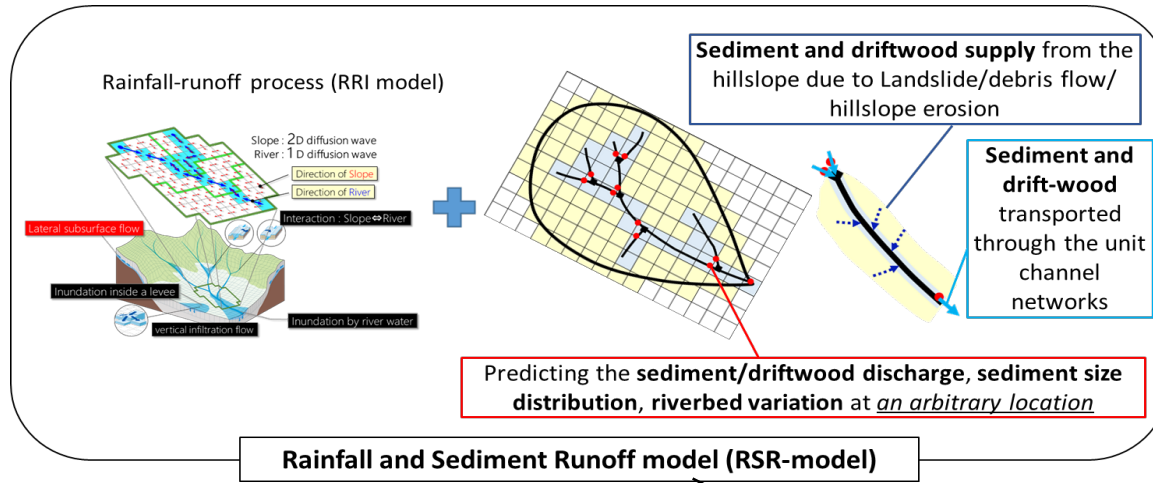 Rainfall-runoff process (RRI model)
Slope : 2D diffusion wave
River : 1D diffusion wave
Direction of Slope
Direction of River
Interaction : Slope⇔River
Lateral subsurface flow
Inundation inside a levee
vertical infiltration flow
Inundation by river water
Sediment and driftwood supply from the
hillslope due to Landslide/debris flow/
hillslope erosion
Sediment and
drift-wood
transported
through the unit
channel
networks
Predicting the sediment/driftwood discharge, sediment size
distribution, riverbed variation at an arbitrary location
Rainfall and Sediment Runoff model (RSR-model)